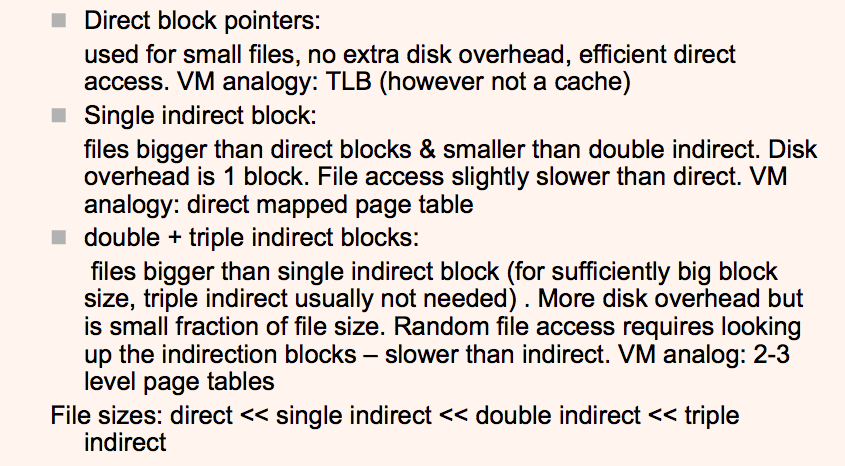 Direct block pointers:
used for small files, no extra disk overhead, efficient direct
access. VM analogy: TLB (however not a cache)
Single indirect block:
files bigger than direct blocks & smaller than double indirect. Disk
overhead is 1 block. File access slightly slower than direct. VM
analogy: direct mapped page table
double + triple indirect blocks:
files bigger than single indirect block (for sufficiently big block
size, triple indirect usually not needed) . More disk overhead but
is small fraction of file size. Random file access requires looking
up the indirection blocks – slower than indirect. VM analog: 2-3
level page tables
File sizes: direct << single indirect << double indirect << triple
indirect